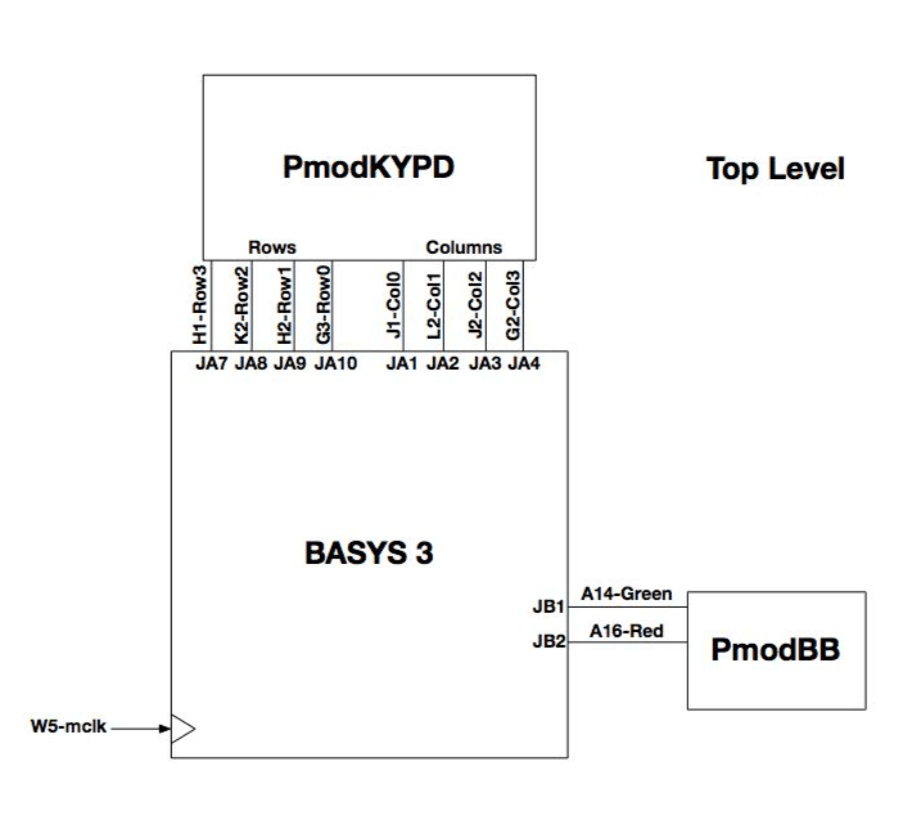 PmodKYPD
Top Level
Rows
Columns
H1-Row3
K2-Row2
H2-Row1
G3-Row0
J1-Col0
L2-Col1
J2-Col2
G2-Col3
JA7 JA8 JA9 JA10 JA1 JA2 JA3 JA4
BASYS 3
JB1
A14-Green
JB2
A16-Red
PmodBB
W5-mclk